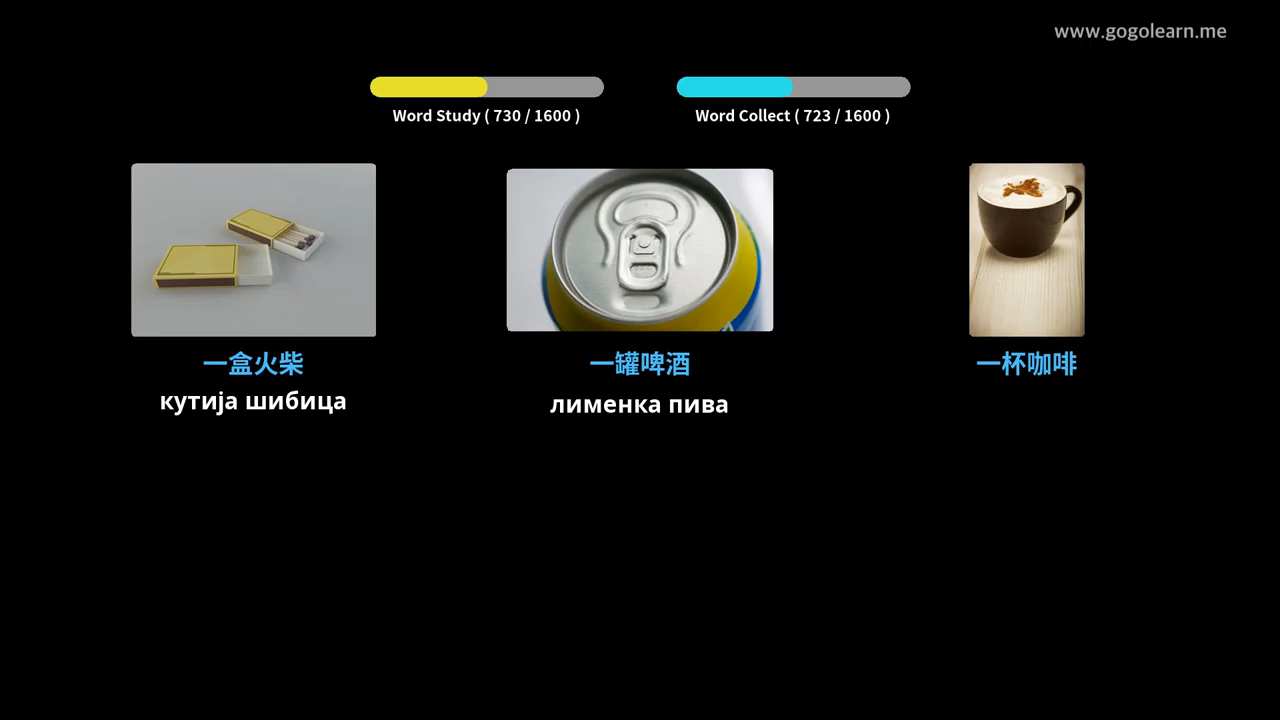 www.gogolearn.me
Word Study ( 730 / 1600 )
Word Collect ( 723 / 1600 )
一盒火柴
一罐啤酒
一杯咖啡
кутија шибица
лименка пива